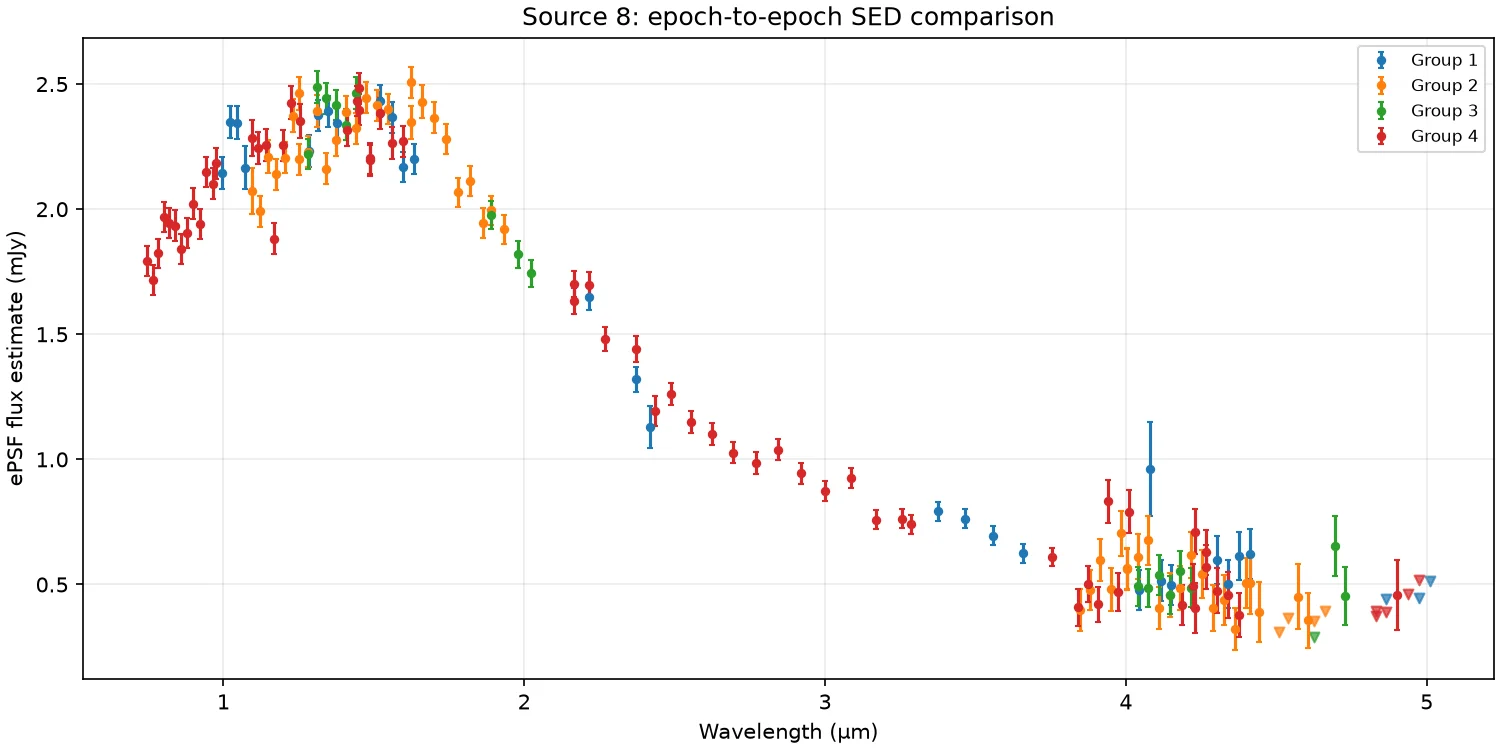 Source 8: epoch-to-epoch SED comparison
ePSF flux estimate (mJy)
2.5
2.0
1.5
1.0
0.5
Group 1
Group 2
Group 3
Group 4
1 2 3 4 5
Wavelength (µm)